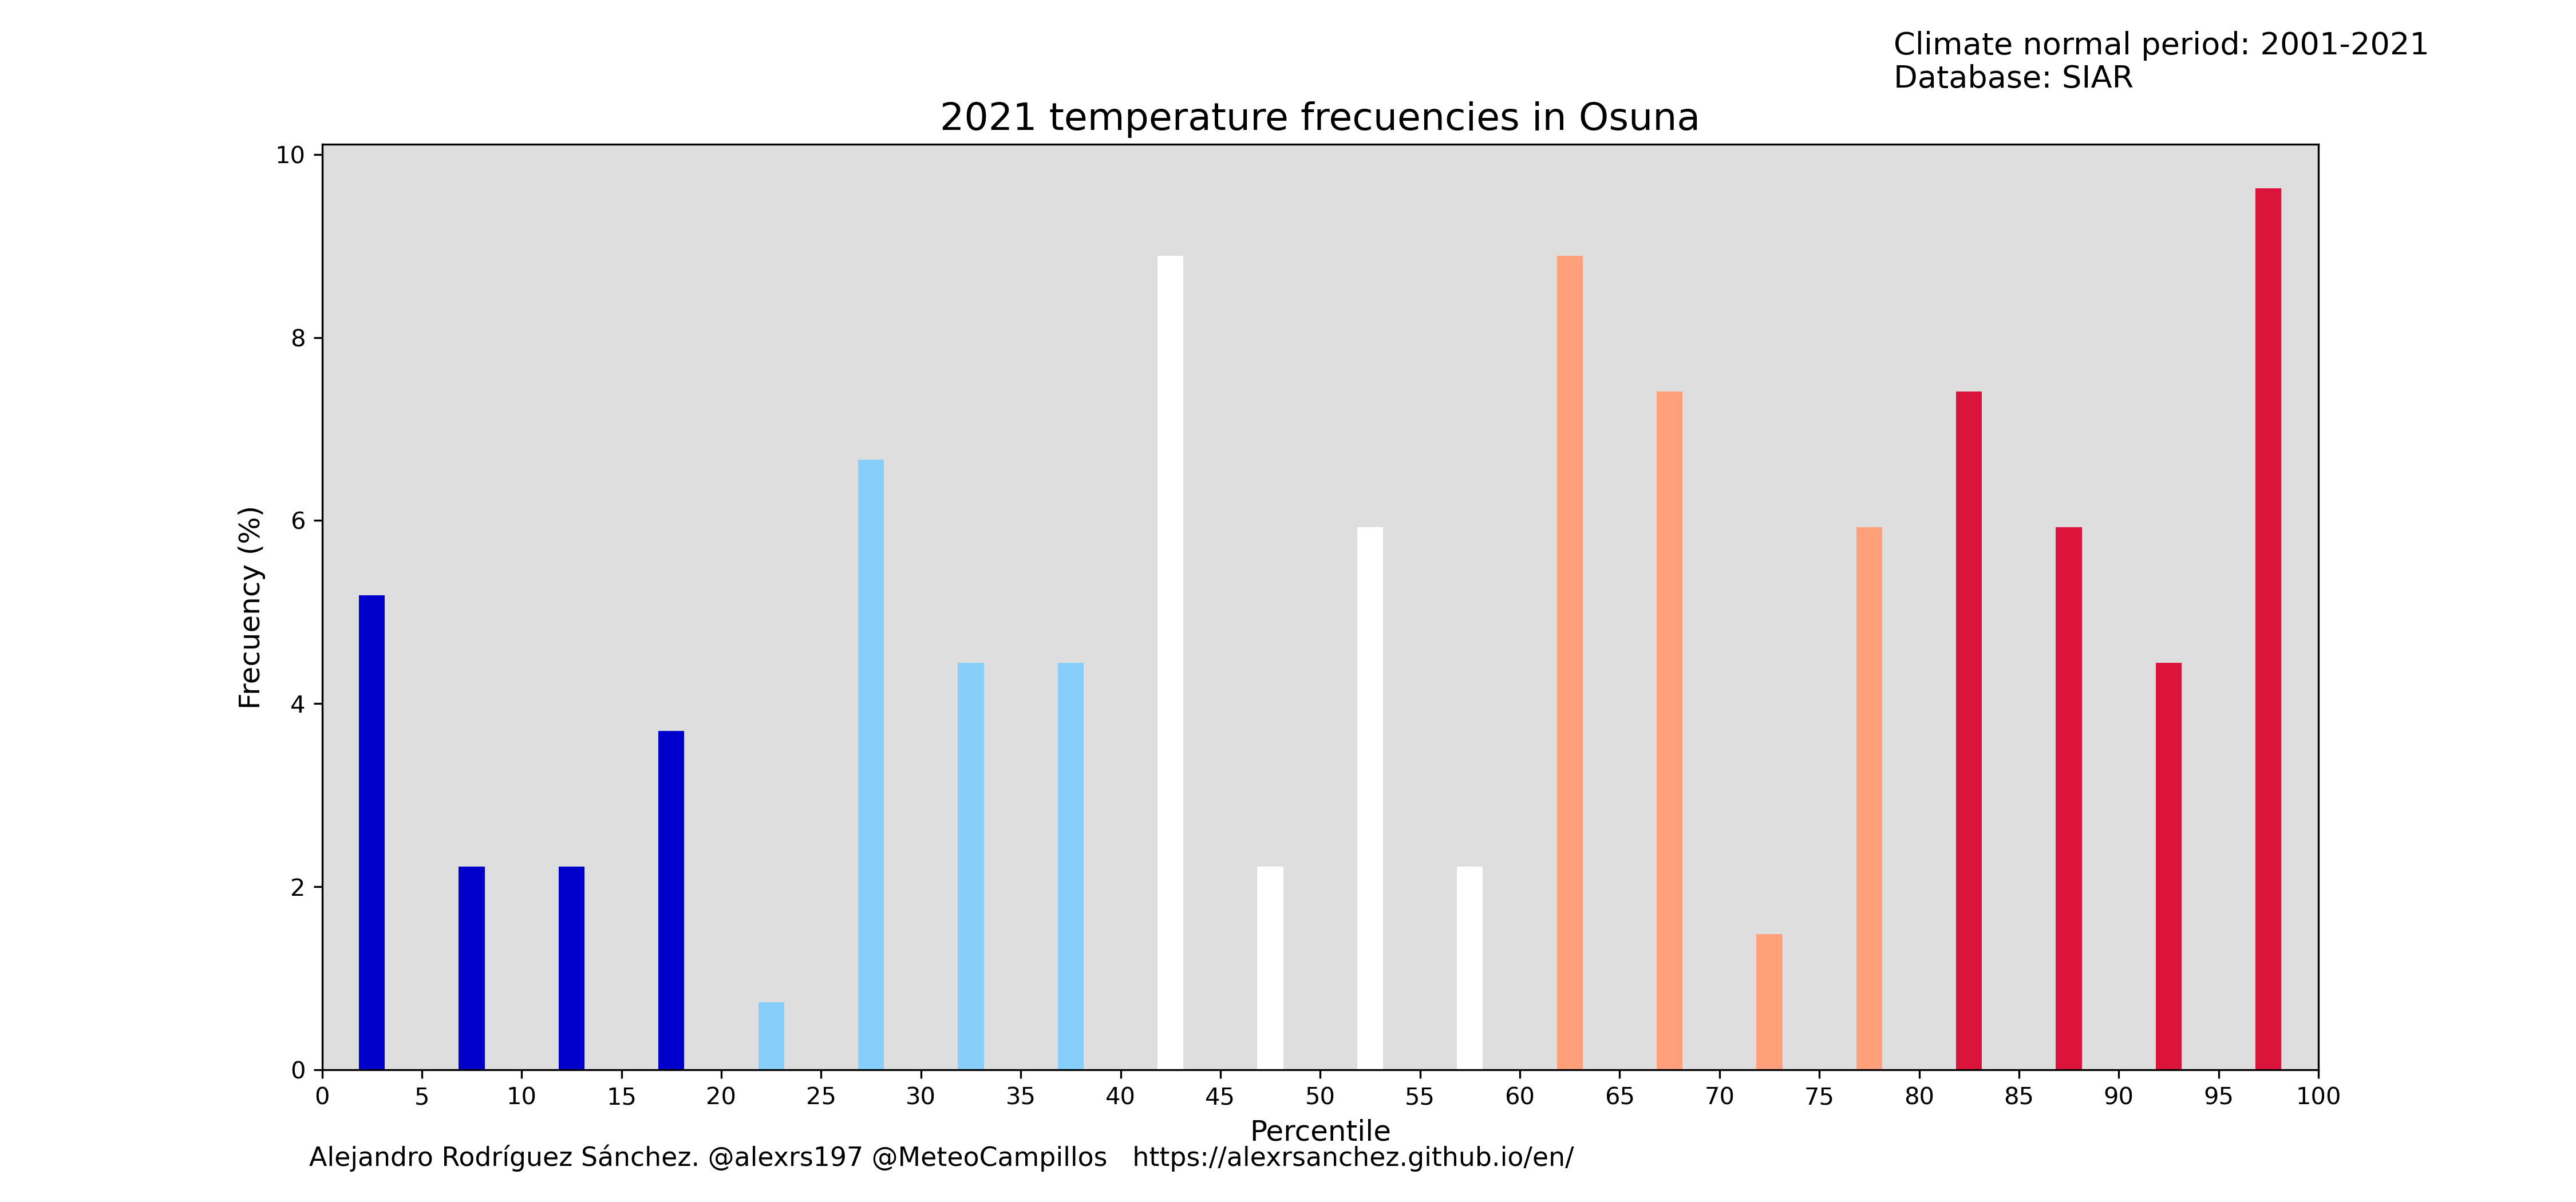 Climate normal period: 2001-2021
Database: SIAR
2021 temperature frecuencies in Osuna
10
8
6
4
2
0
Frecuency (%)
0 5 10 15 20 25 30 35 40 45 50 55 60 65 70 75 80 85 90 95 100
Percentile
Alejandro Rodríguez Sánchez. @alexrs197 @MeteoCampillos https://alexrsanchez.github.io/en/